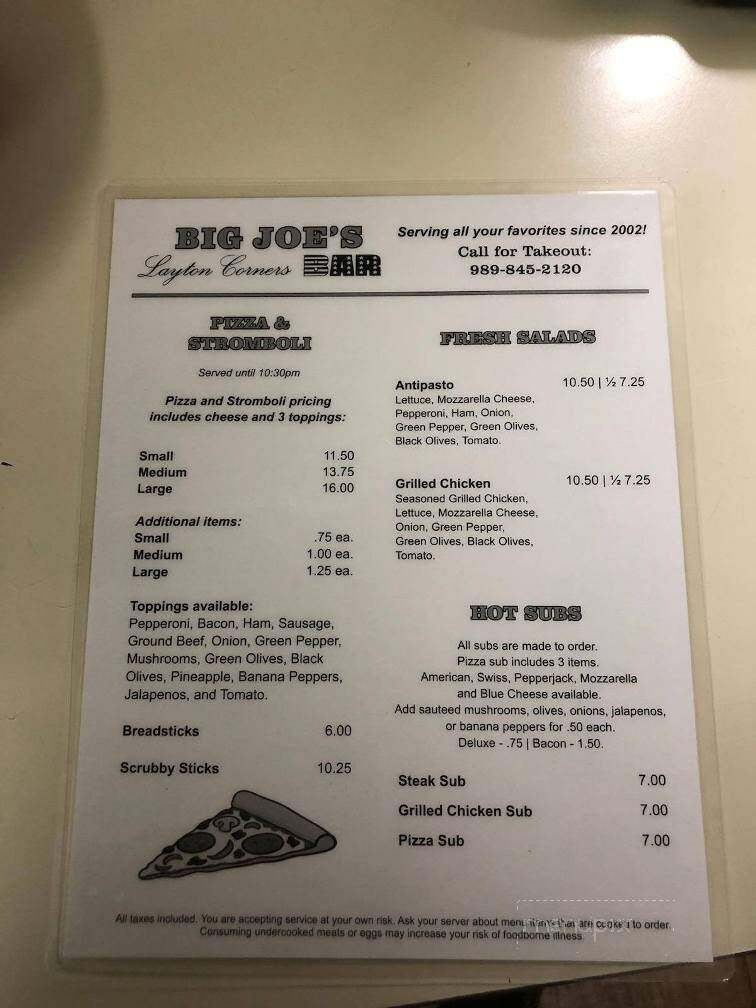 BIG JOE'S
Layton Corners BAR
Serving all your favorites since 2002!
Call for Takeout:
989-845-2120
PIZZA &
STROMBOLI
Served until 10:30pm
Pizza and Stromboli pricing
includes cheese and 3 toppings:
Small 11.50
Medium 13.75
Large 16.00
Additional items:
Small .75 ea.
Medium 1.00 ea.
Large 1.25 ea.
Toppings available:
Pepperoni, Bacon, Ham, Sausage,
Ground Beef, Onion, Green Pepper,
Mushrooms, Green Olives, Black
Olives, Pineapple, Banana Peppers,
Jalapenos, and Tomato.
Breadsticks 6.00
Scrubby Sticks 10.25
FRESH SALADS
Antipasto 10.50 | ½ 7.25
Lettuce, Mozzarella Cheese,
Pepperoni, Ham, Onion,
Green Pepper, Green Olives,
Black Olives, Tomato.
Grilled Chicken 10.50 | ½ 7.25
Seasoned Grilled Chicken,
Lettuce, Mozzarella Cheese,
Onion, Green Pepper,
Green Olives, Black Olives,
Tomato.
HOT SUBS
All subs are made to order.
Pizza sub includes 3 items.
American, Swiss, Pepperjack, Mozzarella
and Blue Cheese available.
Add sauteed mushrooms, olives, onions, jalapenos,
or banana peppers for .50 each.
Deluxe - .75 | Bacon - 1.50.
Steak Sub 7.00
Grilled Chicken Sub 7.00
Pizza Sub 7.00
All taxes included. You are accepting service at your own risk. Ask your server about menu items that are cooked to order.
Consuming undercooked meats or eggs may increase your risk of foodborne illness.